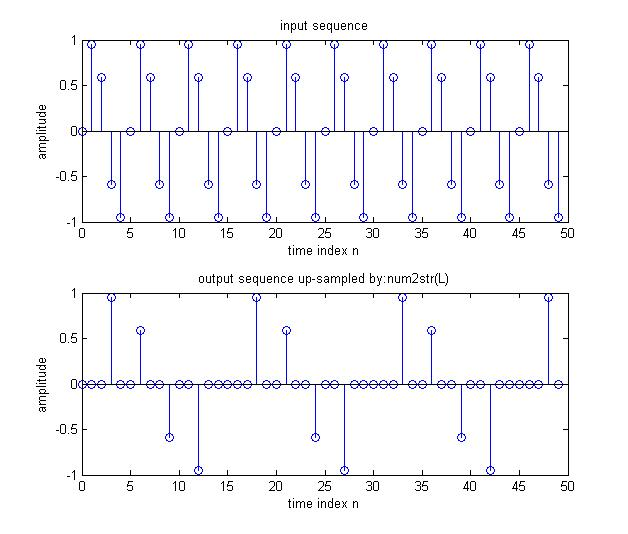 input sequence
1
0.5
0
-0.5
-1
amplitude
0 5 10 15 20 25 30 35 40 45 50
time index n
output sequence up-sampled by:num2str(L)
1
0.5
0
-0.5
-1
amplitude
0 5 10 15 20 25 30 35 40 45 50
time index n